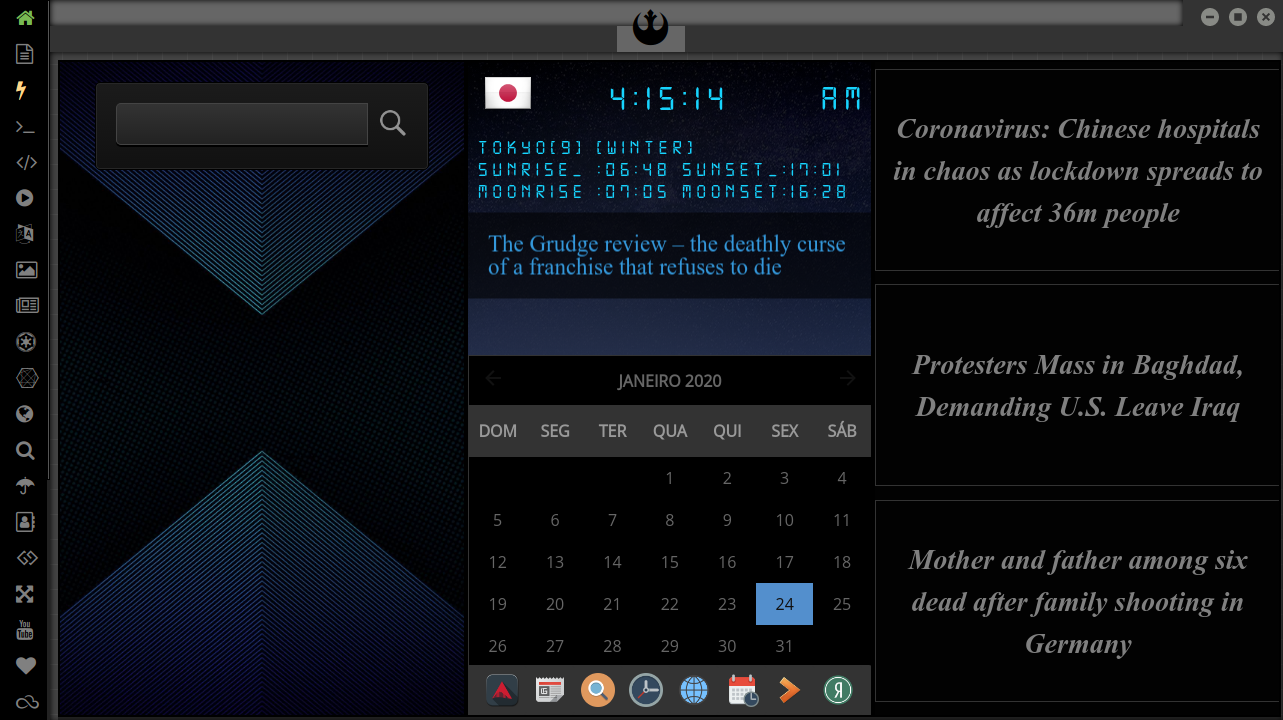 4:15:14 AM
TOKYO(9) (WINTER)
SUNRISE_ :06:48 SUNSET_:17:01
MOONRISE :07:05 MOONSET:16:28
The Grudge review – the deathly curse
of a franchise that refuses to die
JANEIRO 2020
DOM SEG TER QUA QUI SEX SÁB
1 2 3 4
5 6 7 8 9 10 11
12 13 14 15 16 17 18
19 20 21 22 23 24 25
26 27 28 29 30 31
Coronavirus: Chinese hospitals
in chaos as lockdown spreads to
affect 36m people
Protesters Mass in Baghdad,
Demanding U.S. Leave Iraq
Mother and father among six
dead after family shooting in
Germany
You
Tube
Я